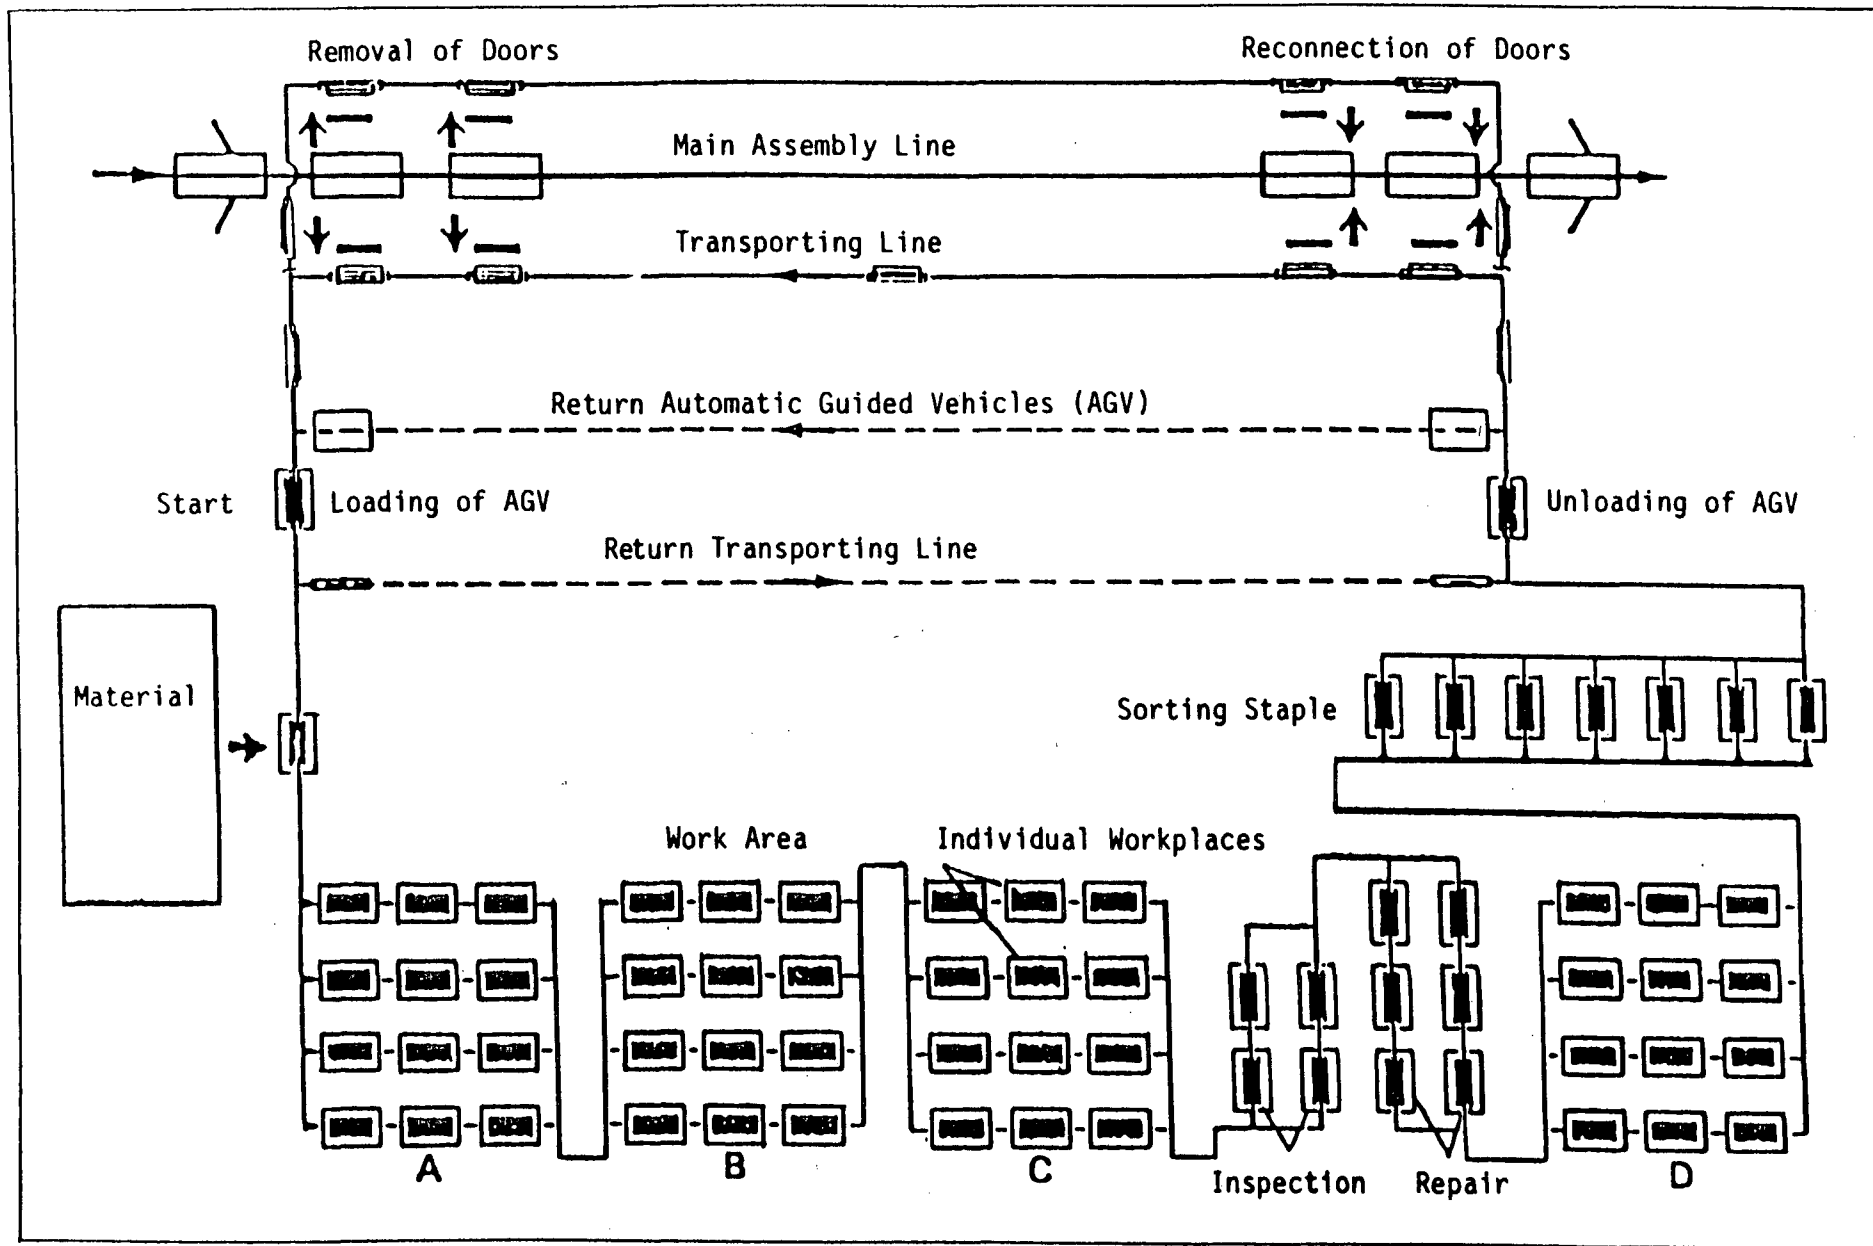 Removal of Doors
Reconnection of Doors
Main Assembly Line
Transporting Line
Return Automatic Guided Vehicles (AGV)
Start
Loading of AGV
Unloading of AGV
Return Transporting Line
Material
Sorting Staple
Work Area
Individual Workplaces
A
B
C
D
Inspection
Repair